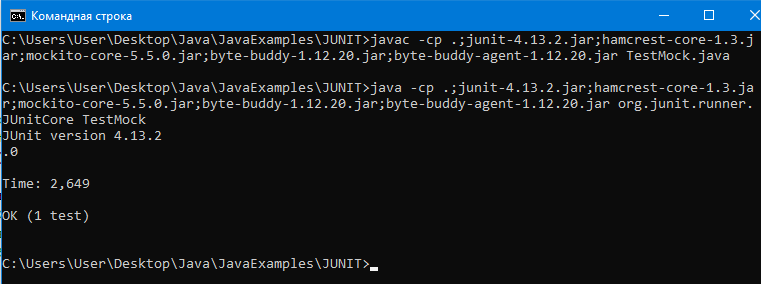 Командная строка
C:\Users\User\Desktop\Java\JavaExamples\JUNIT>javac -cp .;junit-4.13.2.jar;hamcrest-core-1.3.j
ar;mockito-core-5.5.0.jar;byte-buddy-1.12.20.jar;byte-buddy-agent-1.12.20.jar TestMock.java
C:\Users\User\Desktop\Java\JavaExamples\JUNIT>java -cp .;junit-4.13.2.jar;hamcrest-core-1.3.ja
r;mockito-core-5.5.0.jar;byte-buddy-1.12.20.jar;byte-buddy-agent-1.12.20.jar org.junit.runner.
JUnitCore TestMock
JUnit version 4.13.2
.0
Time: 2,649
OK (1 test)
C:\Users\User\Desktop\Java\JavaExamples\JUNIT>